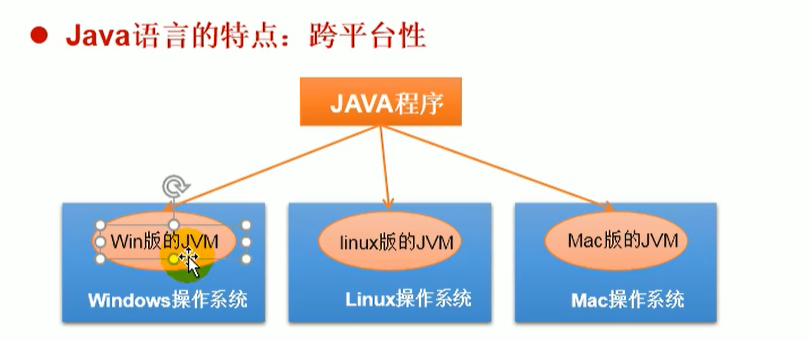 Java语言的特点：跨平台性
JAVA程序
Win版的JVM
linux版的JVM
Mac版的JVM
Windows操作系统
Linux操作系统
Mac操作系统